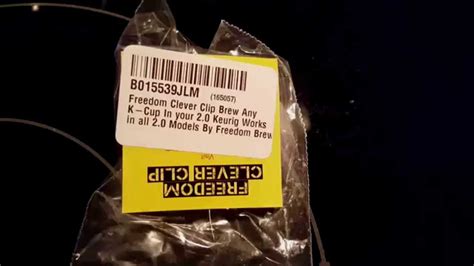 B015539JLM
(165057)
Freedom Clever Clip Brew Any
K-Cup In your 2.0 Keurig Works
in all 2.0 Models By Freedom Brew
Visit
FREEDOM
CLEVER CLIP